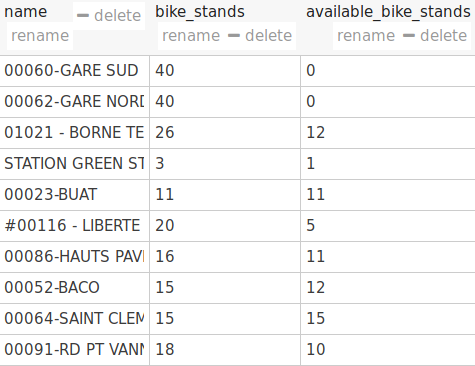 name ━ delete bike_stands available_bike_stands
rename rename ━ delete rename ━ delete
00060-GARE SUD 40 0
00062-GARE NORD 40 0
01021 - BORNE TE 26 12
STATION GREEN ST 3 1
00023-BUAT 11 11
#00116 - LIBERTE 20 5
00086-HAUTS PAVI 16 11
00052-BACO 15 12
00064-SAINT CLEM 15 15
00091-RD PT VANN 18 10